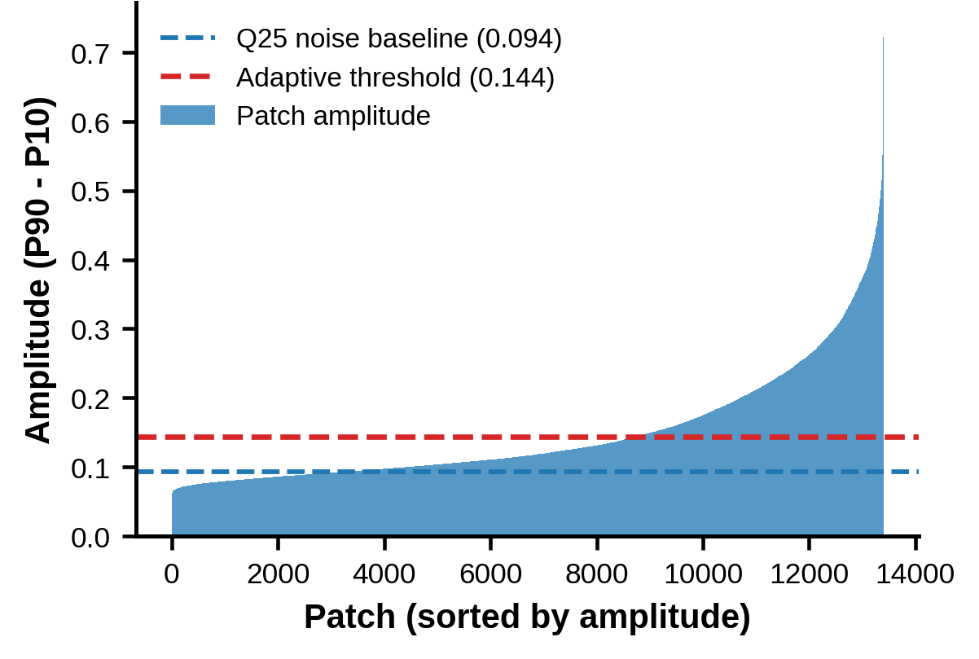 Q25 noise baseline (0.094)
Adaptive threshold (0.144)
Patch amplitude
Amplitude (P90 - P10)
0.7
0.6
0.5
0.4
0.3
0.2
0.1
0.0
0 2000 4000 6000 8000 10000 12000 14000
Patch (sorted by amplitude)